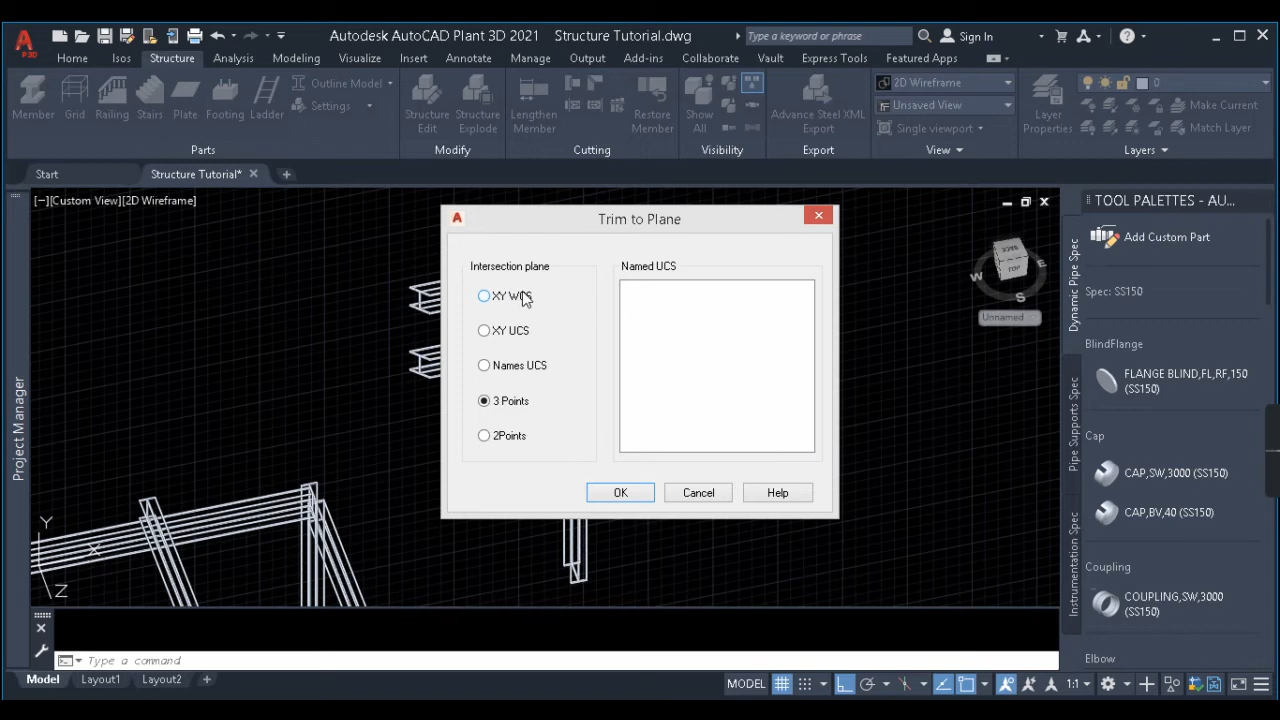 Autodesk AutoCAD Plant 3D 2021 Structure Tutorial.dwg
Type a keyword or phrase
Sign In
P3D
Home Isos Structure Analysis Modeling Visualize Insert Annotate Manage Output Add-ins Collaborate Vault Express Tools Featured Apps
Member Grid Railing Stairs Plate Footing Ladder
Outline Model
Settings
Structure Edit
Structure Explode
Lengthen Member
Restore Member
Show All
Advance Steel XML Export
2D Wireframe
Unsaved View
Single viewport
Layer Properties
0
Make Current
Match Layer
Parts Modify Cutting Visibility Export View Layers
Start Structure Tutorial*
[−][Custom View][2D Wireframe]
Project Manager
Trim to Plane
Intersection plane
XY WCS
XY UCS
Names UCS
3 Points
2Points
Named UCS
OK Cancel Help
BACK
TOP
W E S
Unnamed
Y
X
Z
TOOL PALETTES - AU...
Add Custom Part
Spec: SS150
BlindFlange
FLANGE BLIND,FL,RF,150
(SS150)
Cap
CAP,SW,3000 (SS150)
CAP,BV,40 (SS150)
Coupling
COUPLING,SW,3000
(SS150)
Elbow
Dynamic Pipe Spec
Pipe Supports Spec
Instrumentation Spec
Type a command
Model Layout1 Layout2
MODEL
1:1